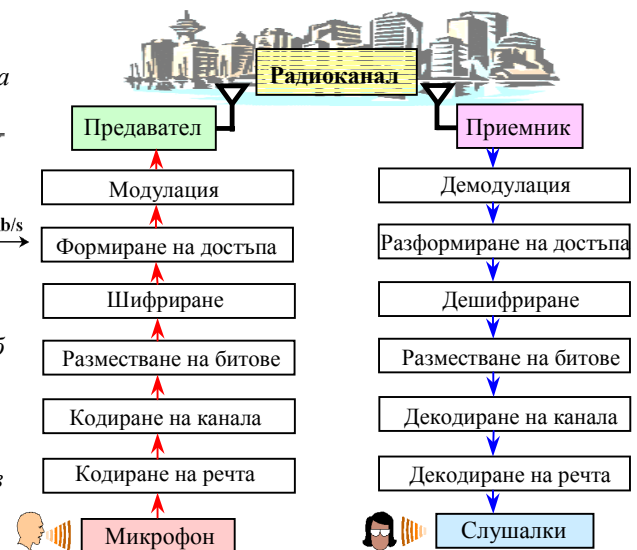 Радиоканал
а
Предавател
Приемник
Модулация
Демодулация
b/s
Формиране на достъпа
Разформиране на достъпа
Шифриране
Дешифриране
б
Разместване на битове
Разместване на битове
Кодиране на канала
Декодиране на канала
Кодиране на речта
Декодиране на речта
Микрофон
Слушалки